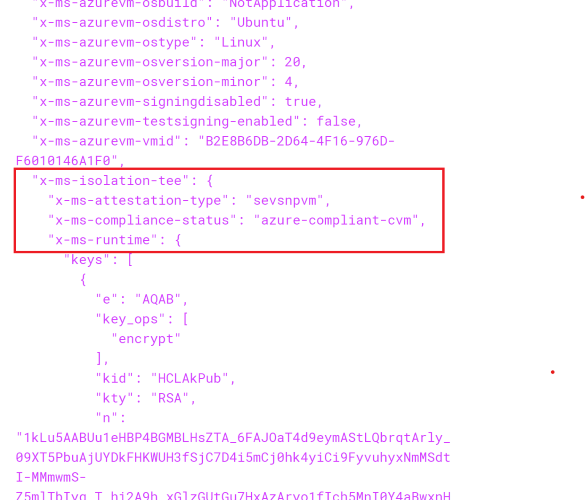 "x-ms-azurevm-osbuild": "NotApplication",
"x-ms-azurevm-osdistro": "Ubuntu",
"x-ms-azurevm-ostype": "Linux",
"x-ms-azurevm-osversion-major": 20,
"x-ms-azurevm-osversion-minor": 4,
"x-ms-azurevm-signingdisabled": true,
"x-ms-azurevm-testsigning-enabled": false,
"x-ms-azurevm-vmid": "B2E8B6DB-2D64-4F16-976D-
F6010146A1F0",
"x-ms-isolation-tee": {
"x-ms-attestation-type": "sevsnpvm",
"x-ms-compliance-status": "azure-compliant-cvm",
"x-ms-runtime": {
"keys": [
{
"e": "AQAB",
"key_ops": [
"encrypt"
],
"kid": "HCLAkPub",
"kty": "RSA",
"n":
"1kLu5AABUu1eHBP4BGMBLHsZTA_6FAJOaT4d9eymAStLQbrqtArly_
09XT5PbuAjUYDkFHKWUH3fSjC7D4i5mCj0hk4yiCi9FyvuhyxNmMSdt
I-MMmwmS-